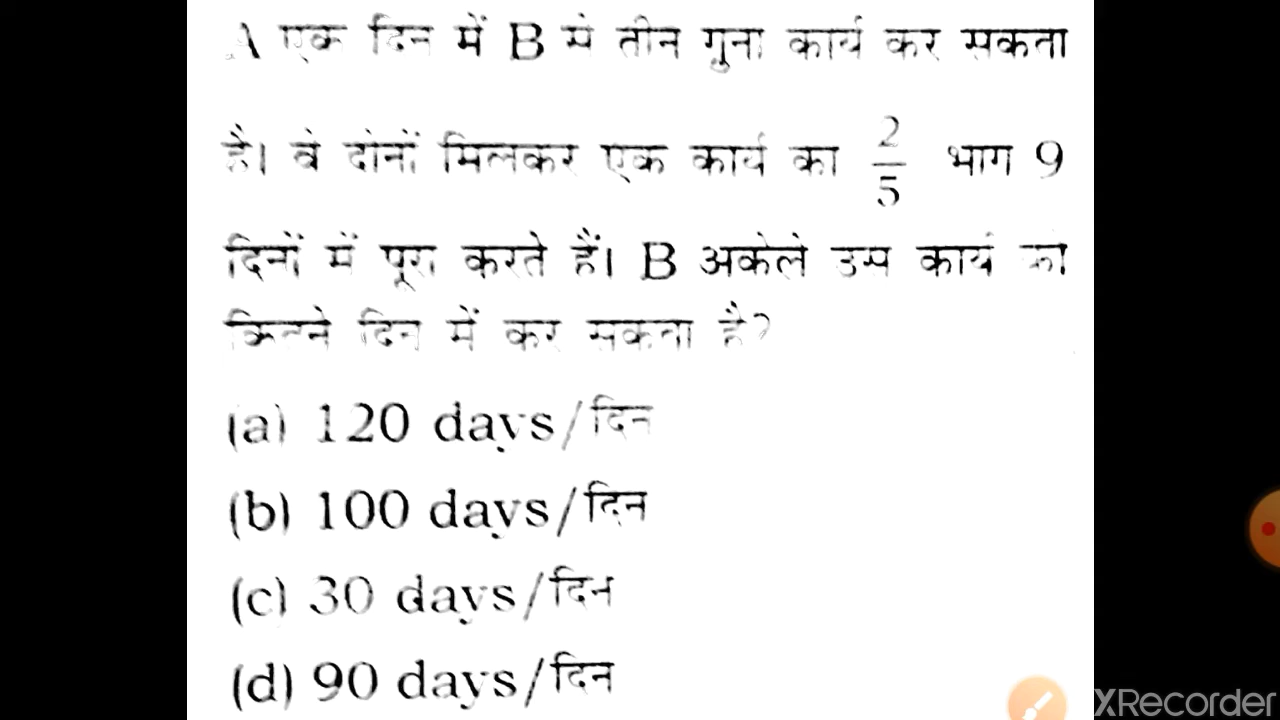 A एक दिन में B से तीन गुना कार्य कर सकता
है। वे दोनों मिलकर एक कार्य का 2/5 भाग 9
दिनों में पूरा करते हैं। B अकेले उस कार्य को
कितने दिन में कर सकता है?
(a) 120 days/दिन
(b) 100 days/दिन
(c) 30 days/दिन
(d) 90 days/दिन
XRecorder